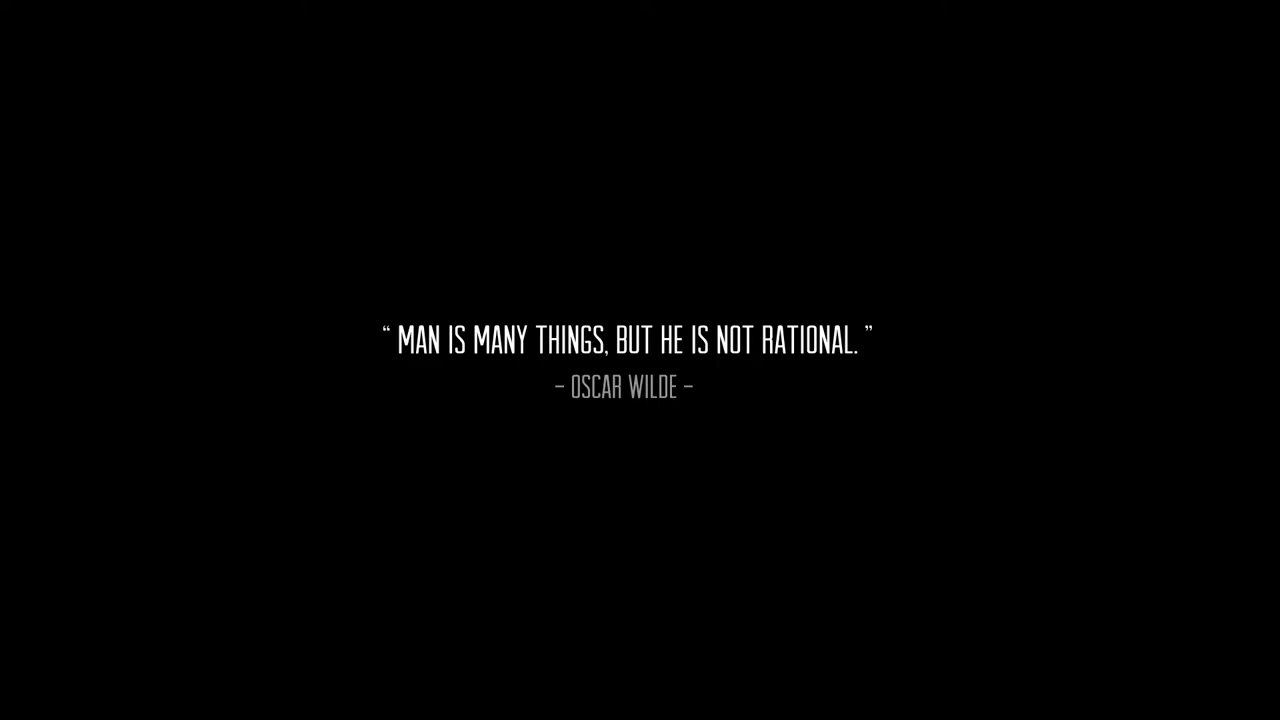 “ MAN IS MANY THINGS, BUT HE IS NOT RATIONAL. ”
– OSCAR WILDE –